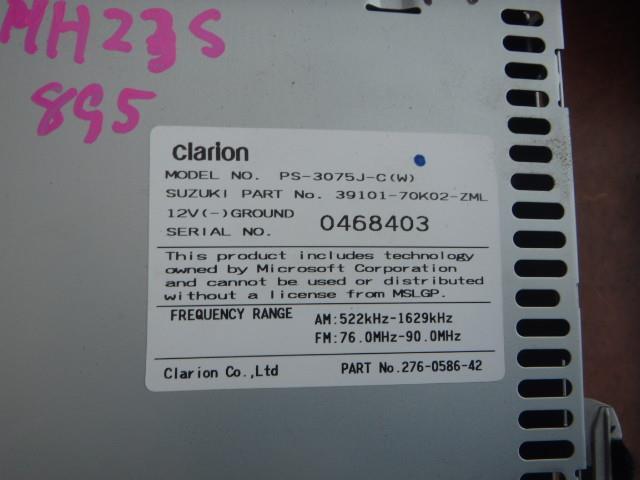 MH23S
895
Clarion
MODEL NO. PS-3075J-C(W)
SUZUKI PART No. 39101-70K02-ZML
12V(-)GROUND
SERIAL NO. 0468403
This product includes technology
owned by Microsoft Corporation
and cannot be used or distributed
without a license from MSLGP.
FREQUENCY RANGE AM:522kHz-1629kHz
FM:76.0MHz-90.0MHz
Clarion Co.,Ltd PART No.276-0586-42